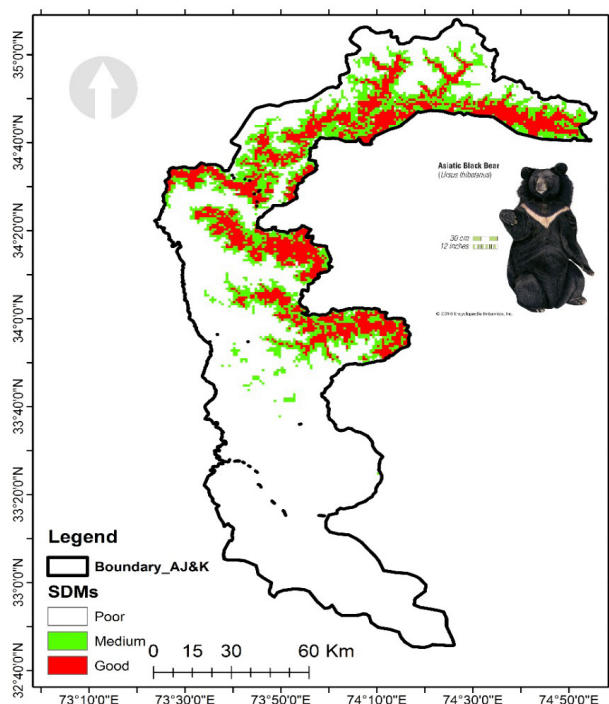 35°0'0"N
34°40'0"N
34°20'0"N
34°0'0"N
33°40'0"N
33°20'0"N
33°0'0"N
32°40'0"N
Asiatic Black Bear
(Ursus thibetanus)
30 cm
12 inches
Legend
Boundary_AJ&K
SDMs
Poor
Medium
Good
0 15 30 60 Km
73°10'0"E 73°30'0"E 73°50'0"E 74°10'0"E 74°30'0"E 74°50'0"E